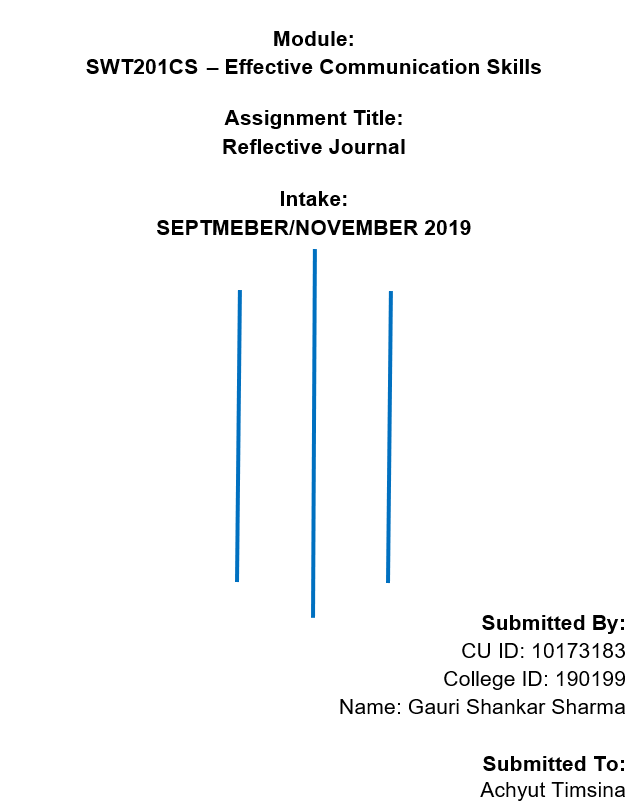 Module:
SWT201CS – Effective Communication Skills
Assignment Title:
Reflective Journal
Intake:
SEPTMEBER/NOVEMBER 2019
Submitted By:
CU ID: 10173183
College ID: 190199
Name: Gauri Shankar Sharma
Submitted To:
Achyut Timsina